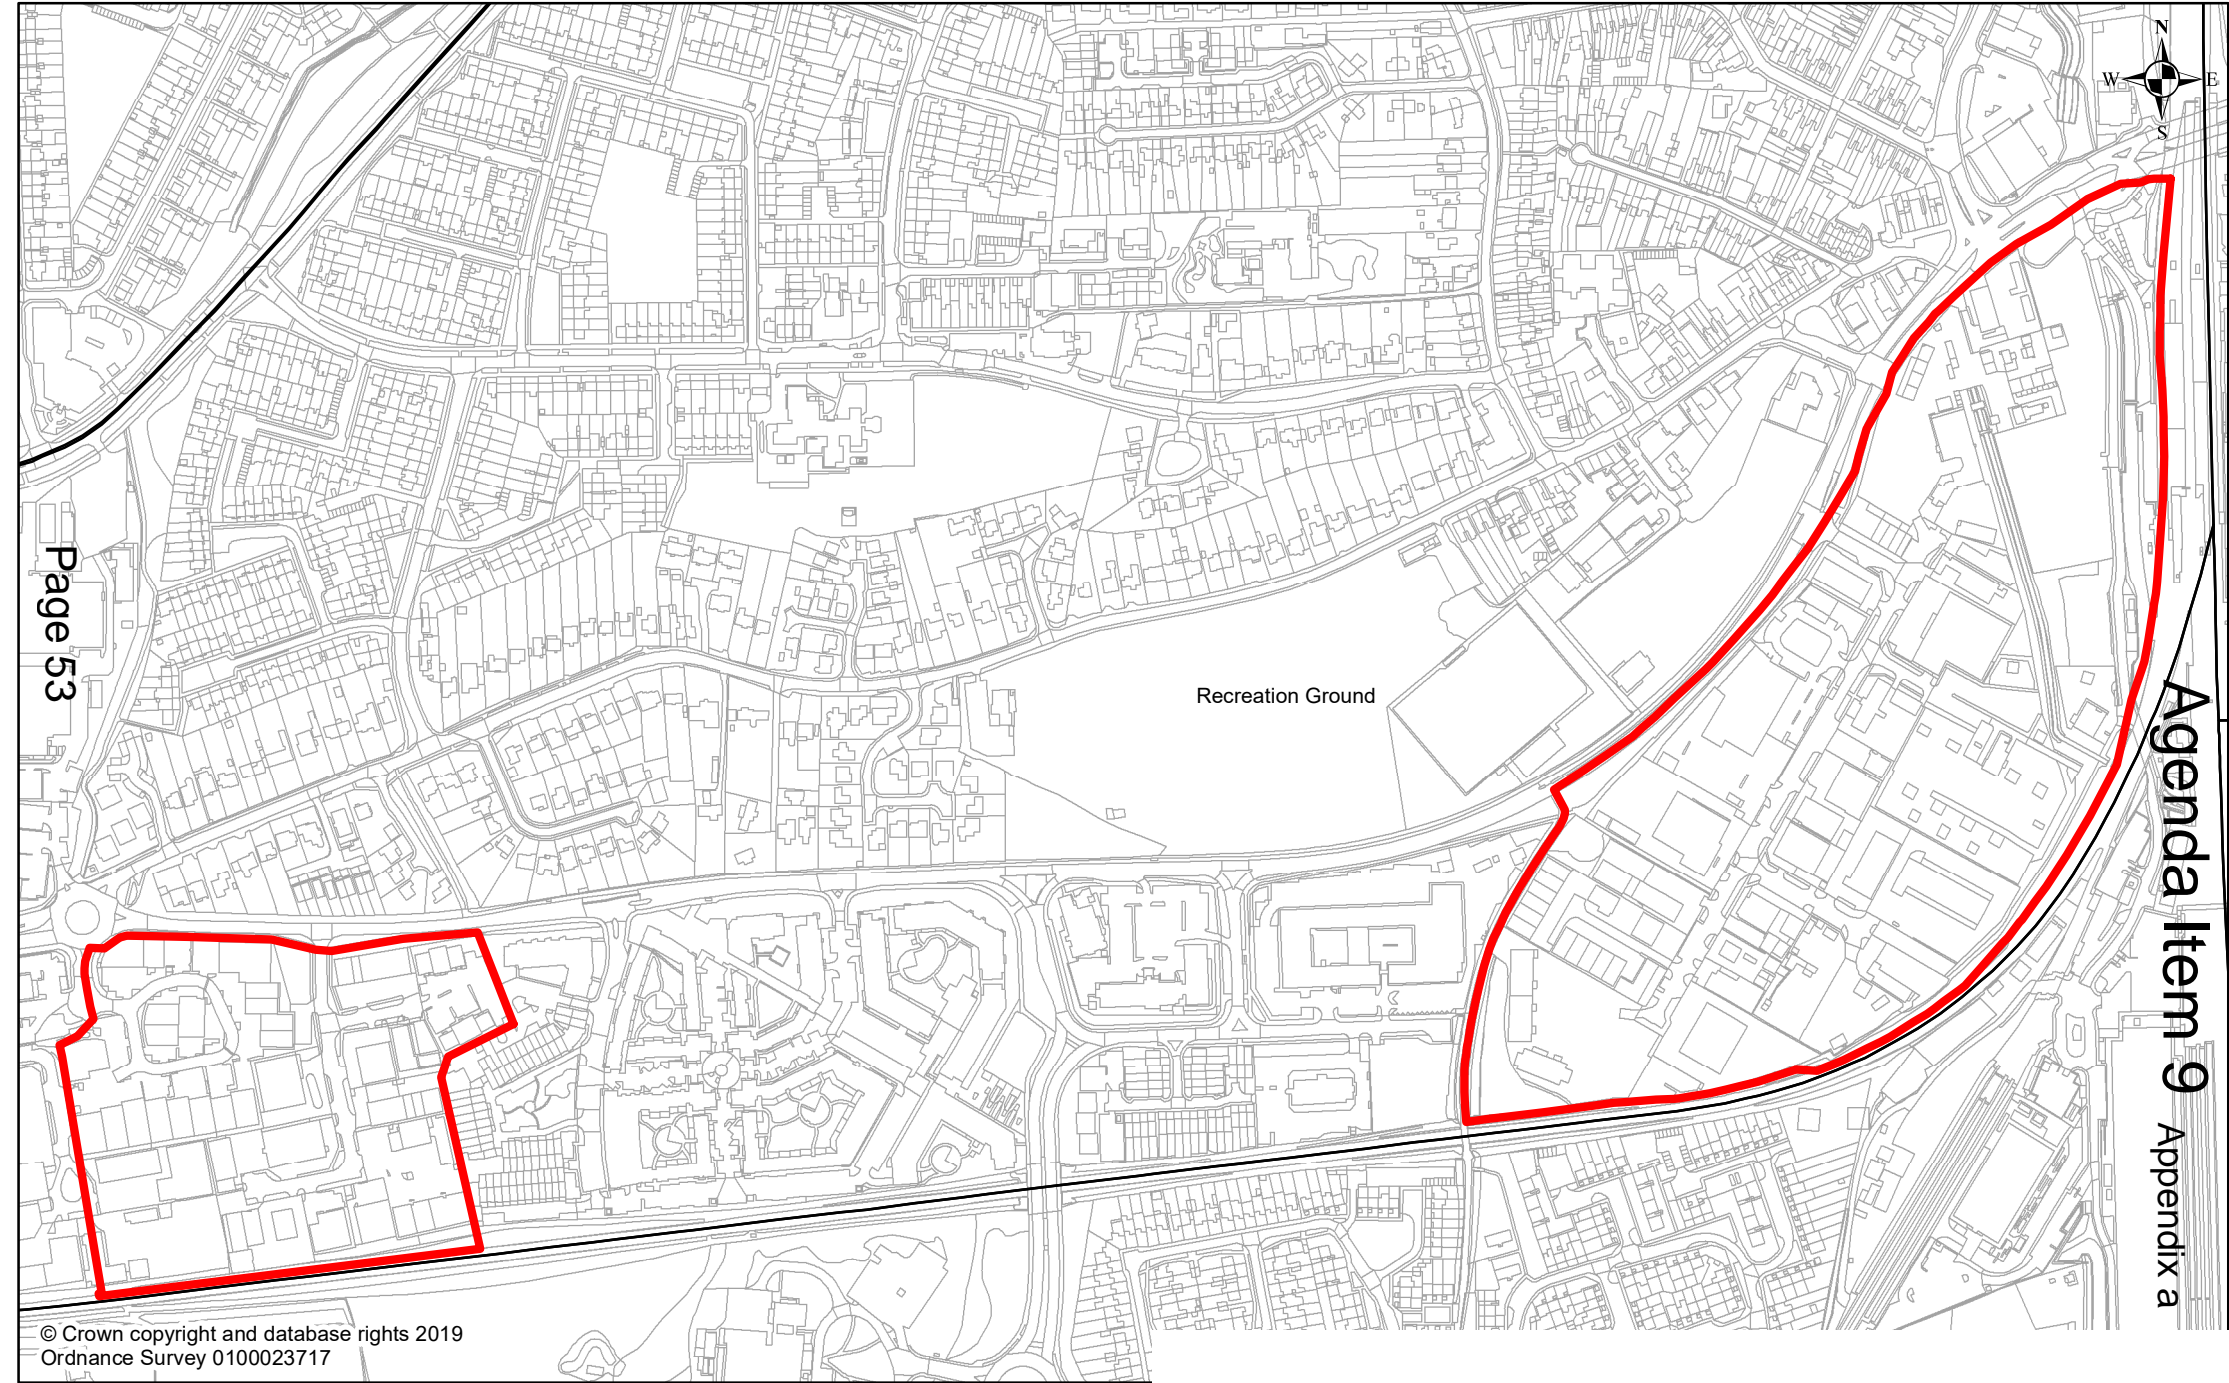 N
W E
S
Agenda Item 9
Appendix a
Recreation Ground
Page 53
© Crown copyright and database rights 2019
Ordnance Survey 0100023717